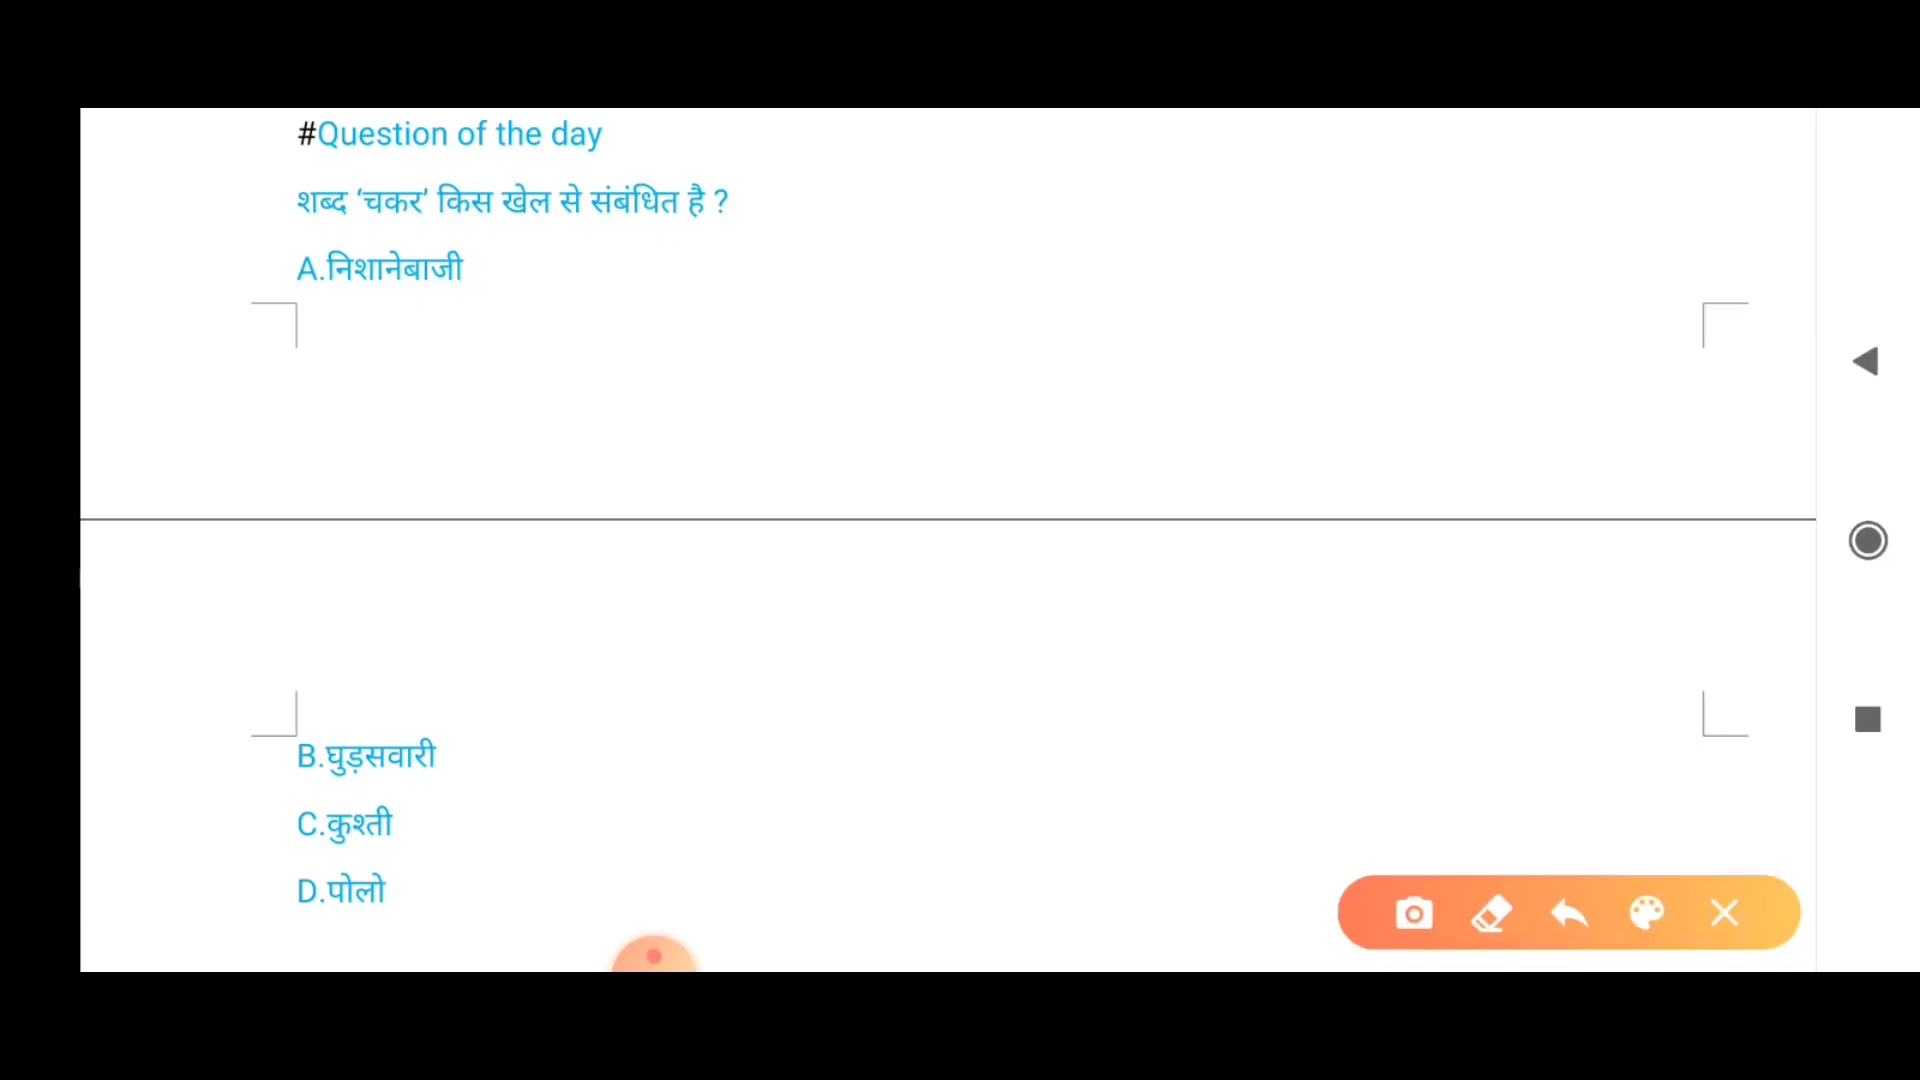 #Question of the day
शब्द ‘चकर’ किस खेल से संबंधित है ?
A.निशानेबाजी
B.घुड़सवारी
C.कुश्ती
D.पोलो